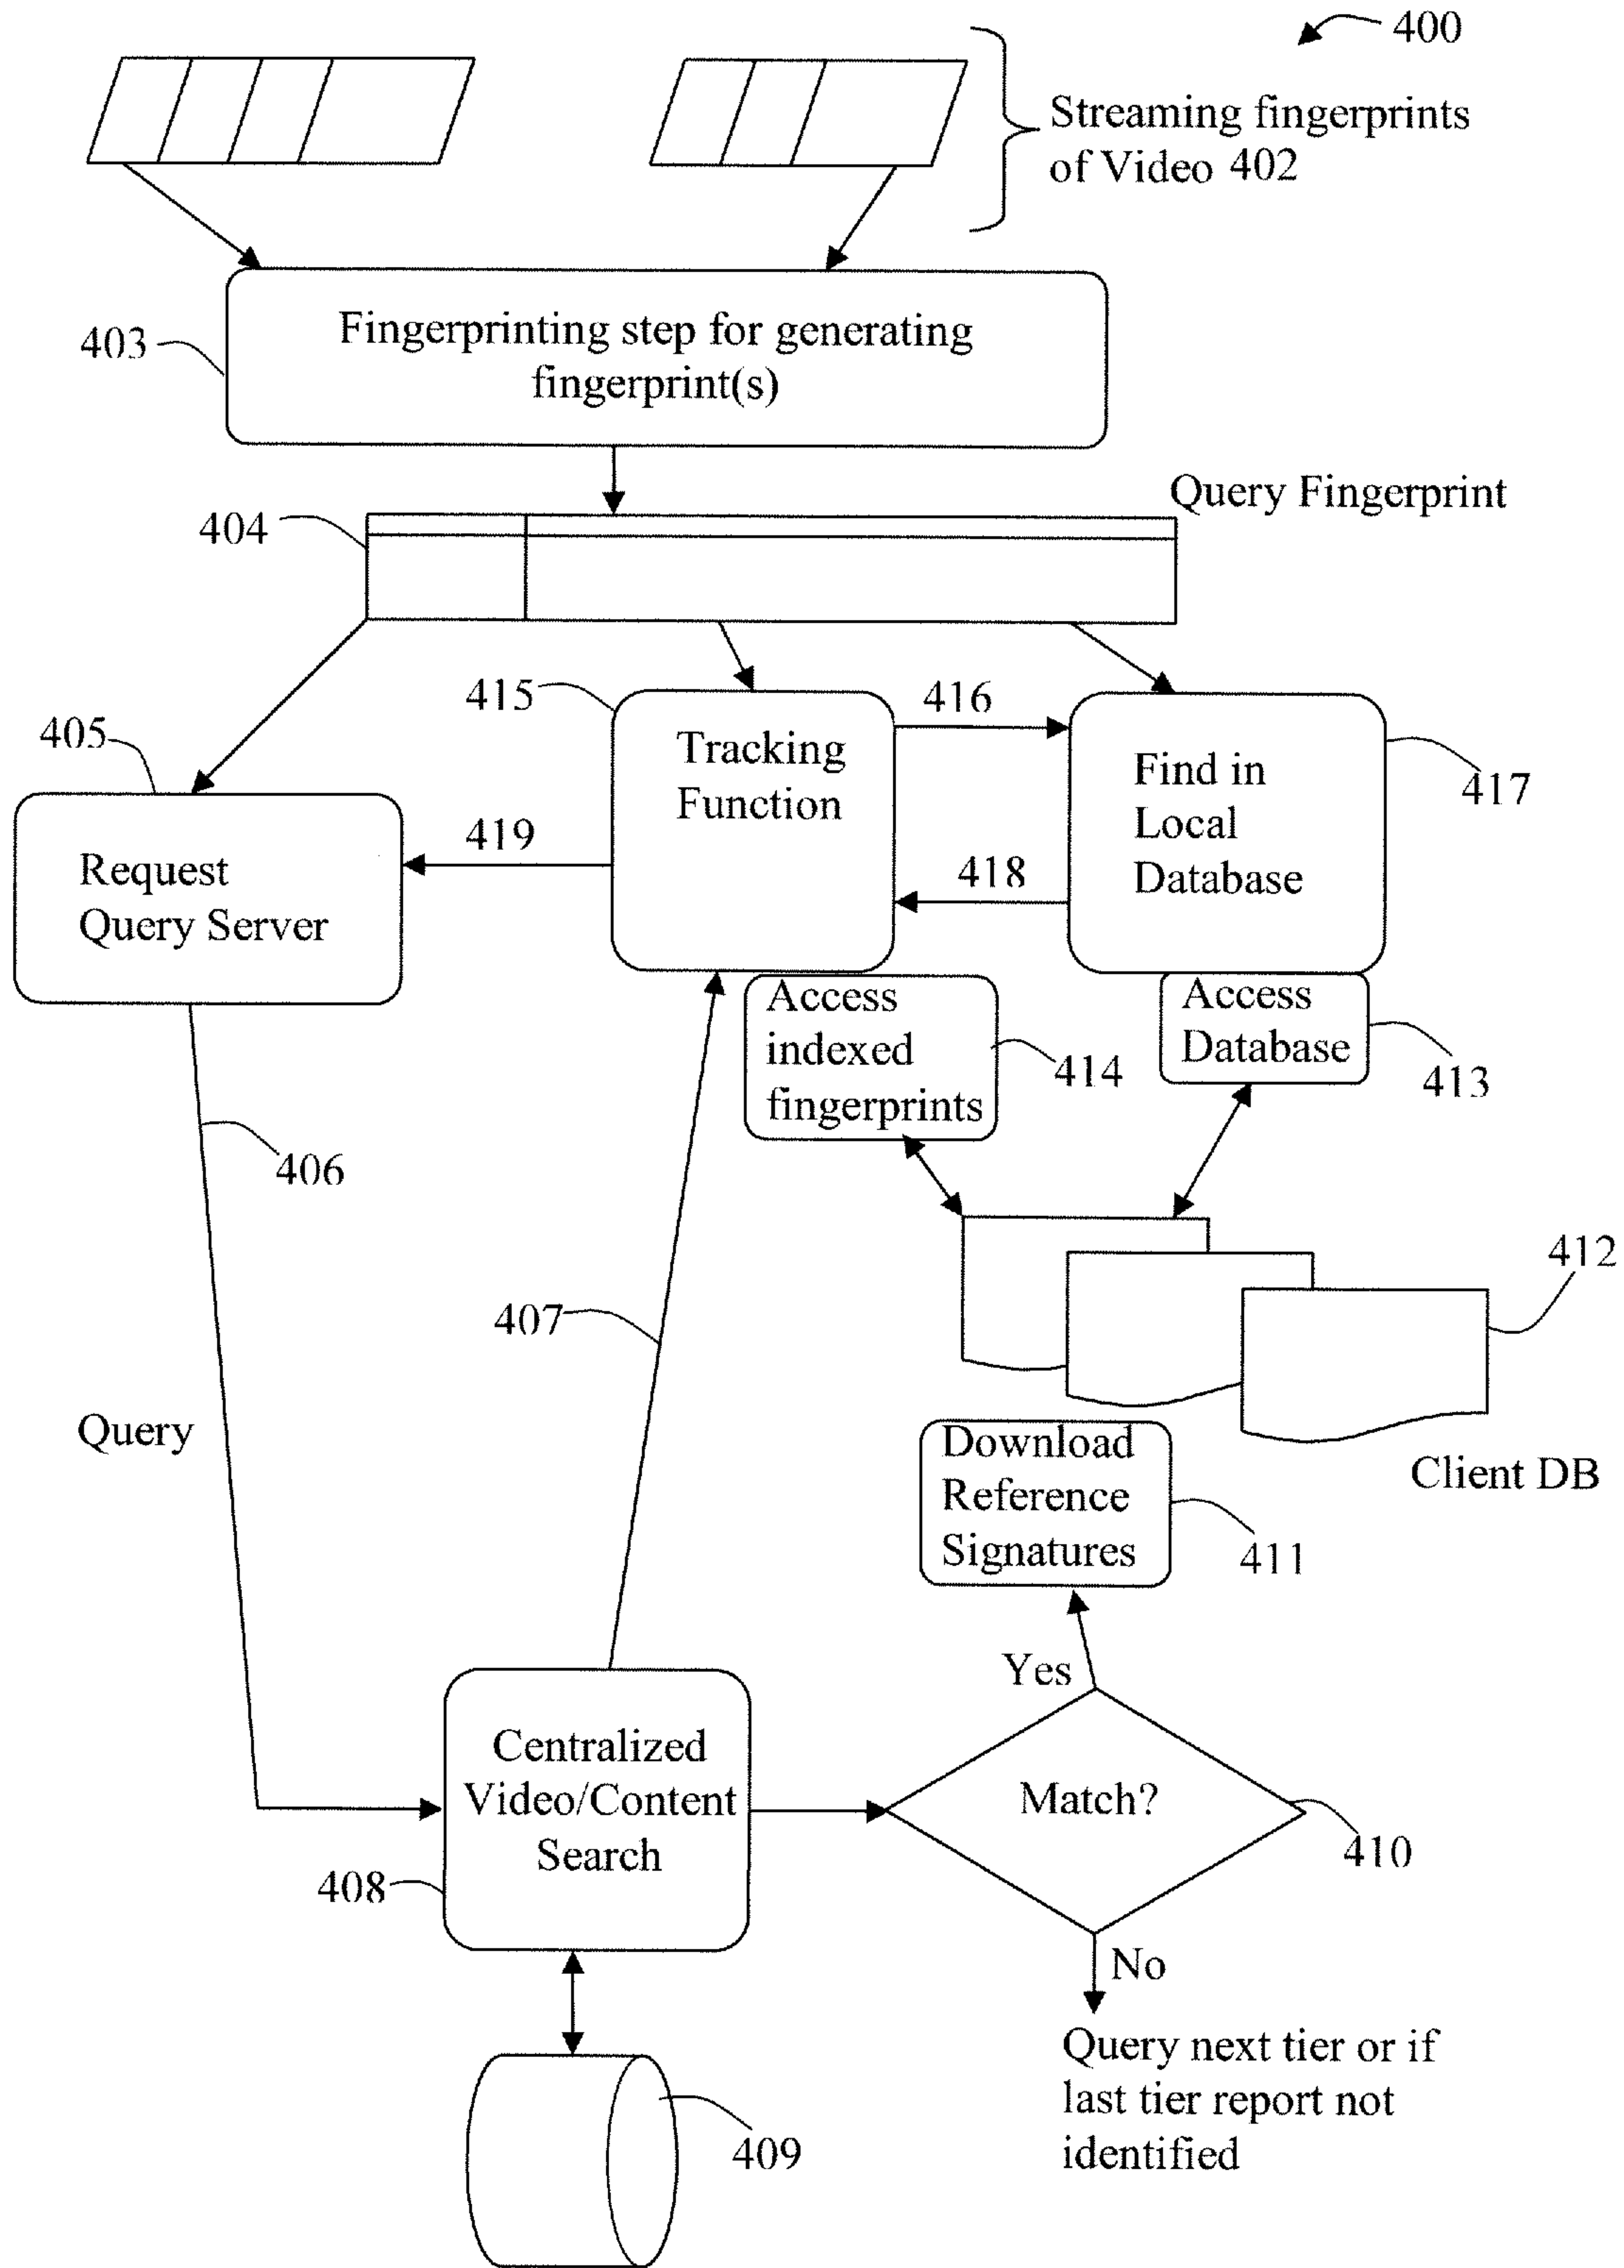 400
Streaming fingerprints
of Video 402
403
Fingerprinting step for generating
fingerprint(s)
Query Fingerprint
404
415
416
405
Tracking
Function
Find in
Local
Database
417
419
418
Request
Query Server
Access
indexed
fingerprints
414
Access
Database
413
406
412
407
Query
Download
Reference
Signatures
Client DB
411
Yes
Centralized
Video/Content
Search
Match?
410
408
No
Query next tier or if
last tier report not
identified
409